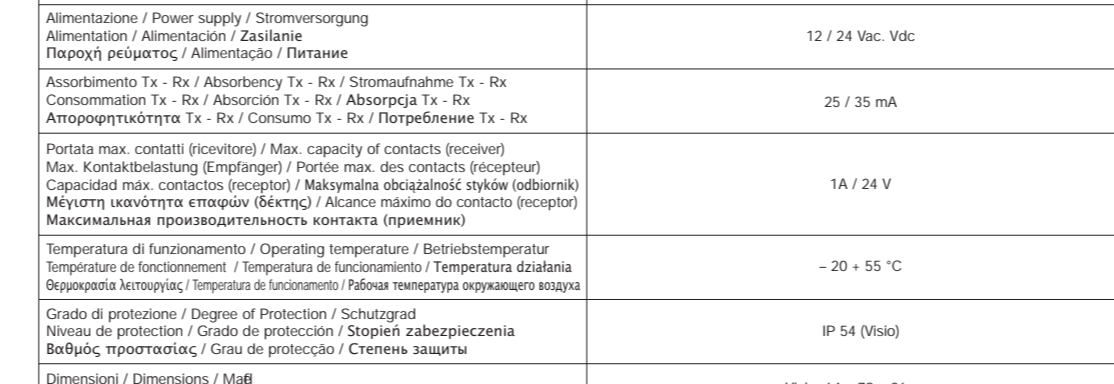 Alimentazione / Power supply / Stromversorgung
Alimentation / Alimentación / Zasilanie
Παροχή ρεύματος / Alimentação / Питание
12 / 24 Vac. Vdc
Assorbimento Tx - Rx / Absorbency Tx - Rx / Stromaufnahme Tx - Rx
Consommation Tx - Rx / Absorción Tx - Rx / Absorpcja Tx - Rx
Αποροφητικότητα Tx - Rx / Consumo Tx - Rx / Потребление Tx - Rx
25 / 35 mA
Portata max. contatti (ricevitore) / Max. capacity of contacts (receiver)
Max. Kontaktbelastung (Empfänger) / Portée max. des contacts (récepteur)
Capacidad máx. contactos (receptor) / Maksymalna obciążalność styków (odbiornik)
Μέγιστη ικανότητα επαφών (δέκτης) / Alcance máximo do contacto (receptor)
Максимальная производительность контакта (приемник)
1A / 24 V
Temperatura di funzionamento / Operating temperature / Betriebstemperatur
Température de fonctionnement / Temperatura de funcionamiento / Temperatura działania
Θερμοκρασία λειτουργίας / Temperatura de funcionamento / Рабочая температура окружающего воздуха
– 20 + 55 °C
Grado di protezione / Degree of Protection / Schutzgrad
Niveau de protection / Grado de protección / Stopień zabezpieczenia
Βαθμός προστασίας / Grau de protecção / Степень защиты
IP 54 (Visio)
Dimensioni / Dimensions /